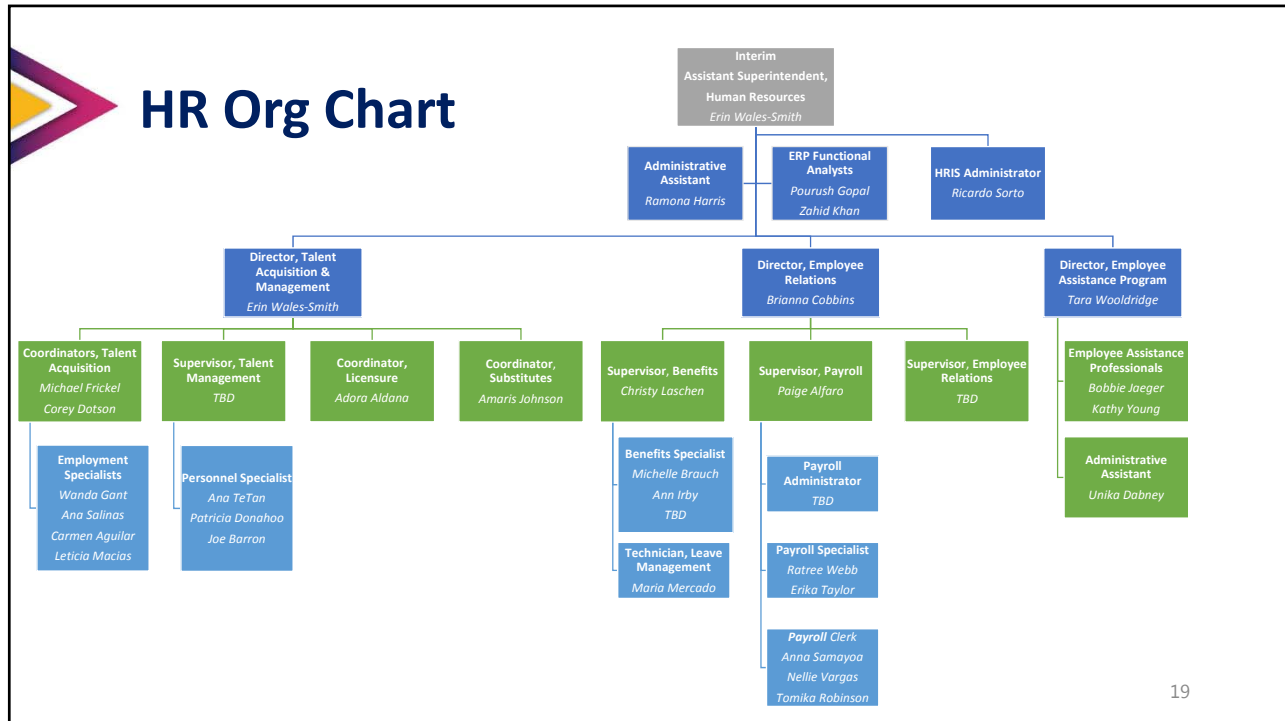 HR Org Chart
Interim
Assistant Superintendent,
Human Resources
Erin Wales-Smith
Administrative
Assistant
Ramona Harris
ERP Functional
Analysts
Pourush Gopal
Zahid Khan
HRIS Administrator
Ricardo Sorto
Director, Talent
Acquisition &
Management
Erin Wales-Smith
Director, Employee
Relations
Brianna Cobbins
Director, Employee
Assistance Program
Tara Wooldridge
Coordinators, Talent
Acquisition
Michael Frickel
Corey Dotson
Supervisor, Talent
Management
TBD
Coordinator,
Licensure
Adora Aldana
Coordinator,
Substitutes
Amaris Johnson
Supervisor, Benefits
Christy Laschen
Supervisor, Payroll
Paige Alfaro
Supervisor, Employee
Relations
TBD
Employee Assistance
Professionals
Bobbie Jaeger
Kathy Young
Employment
Specialists
Wanda Gant
Ana Salinas
Carmen Aguilar
Leticia Macias
Personnel Specialist
Ana TeTan
Patricia Donahoo
Joe Barron
Benefits Specialist
Michelle Brauch
Ann Irby
TBD
Payroll
Administrator
TBD
Administrative
Assistant
Unika Dabney
Technician, Leave
Management
Maria Mercado
Payroll Specialist
Ratree Webb
Erika Taylor
Payroll Clerk
Anna Samayoa
Nellie Vargas
Tomika Robinson
19